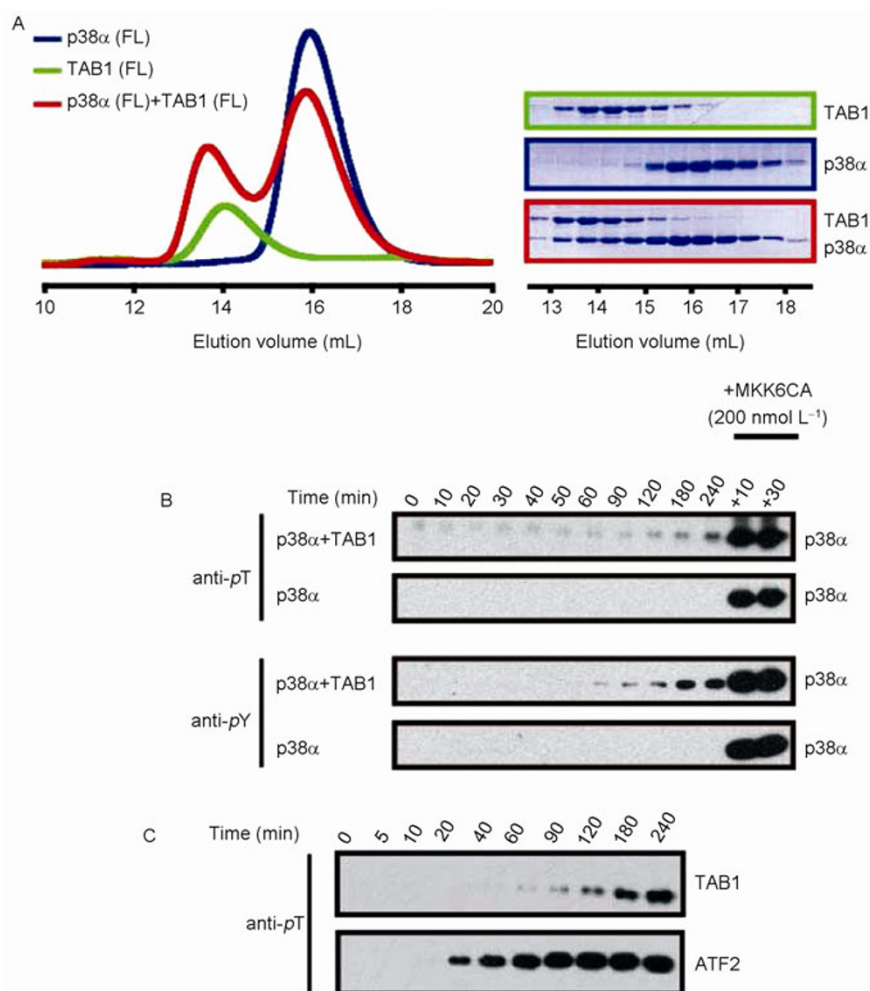 A
p38α (FL)
TAB1 (FL)
p38α (FL)+TAB1 (FL)
10 12 14 16 18 20
Elution volume (mL)
TAB1
p38α
TAB1
p38α
13 14 15 16 17 18
Elution volume (mL)
+MKK6CA
(200 nmol L⁻¹)
B
Time (min) 0 10 20 30 40 50 60 90 120 180 240 +10 +30
anti-pT
p38α+TAB1 p38α
p38α p38α
anti-pY
p38α+TAB1 p38α
p38α p38α
C
Time (min) 0 5 10 20 40 60 90 120 180 240
anti-pT
TAB1
ATF2